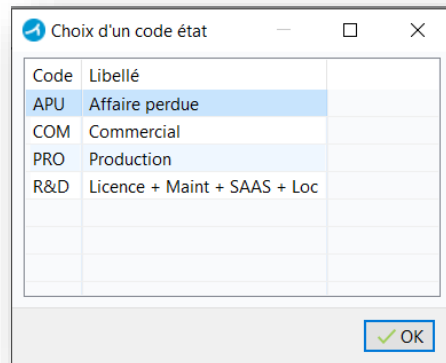 Choix d'un code état
Code Libellé
APU Affaire perdue
COM Commercial
PRO Production
R&D Licence + Maint + SAAS + Loc
OK